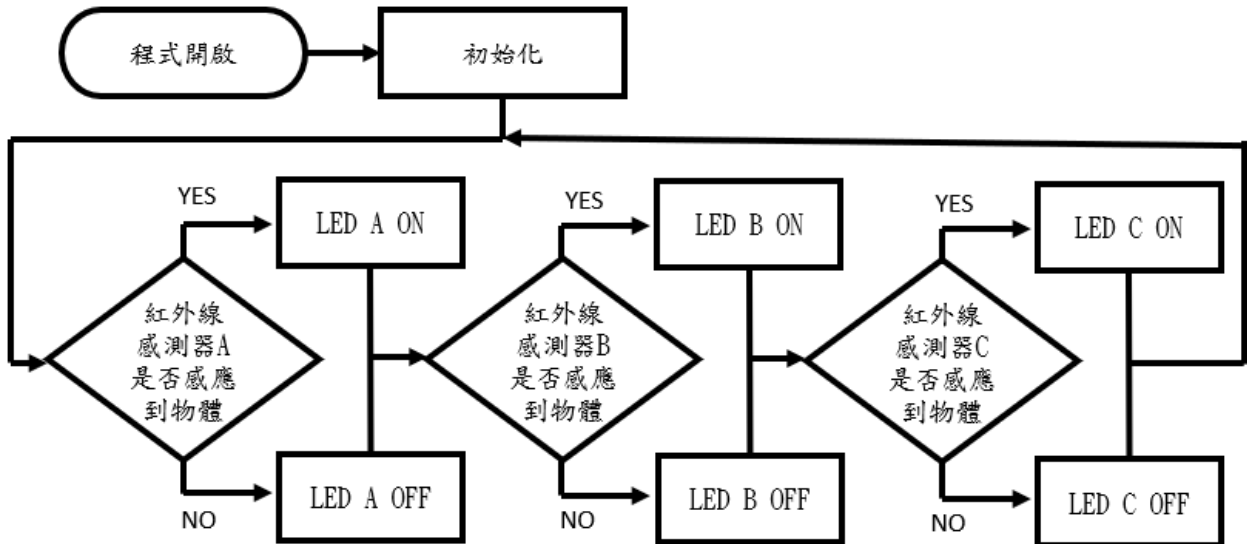 程式開啟
初始化
YES
LED A ON
紅外線
感測器A
是否感應
到物體
NO
LED A OFF
YES
LED B ON
紅外線
感測器B
是否感應
到物體
NO
LED B OFF
YES
LED C ON
紅外線
感測器C
是否感應
到物體
NO
LED C OFF